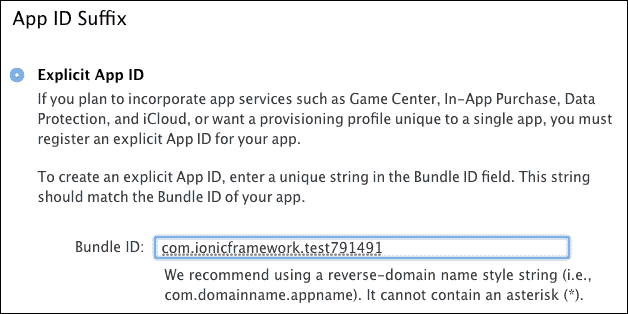 App ID Suffix
Explicit App ID
If you plan to incorporate app services such as Game Center, In-App Purchase, Data
Protection, and iCloud, or want a provisioning profile unique to a single app, you must
register an explicit App ID for your app.
To create an explicit App ID, enter a unique string in the Bundle ID field. This string
should match the Bundle ID of your app.
Bundle ID: com.ionicframework.test791491
We recommend using a reverse-domain name style string (i.e.,
com.domainname.appname). It cannot contain an asterisk (*).